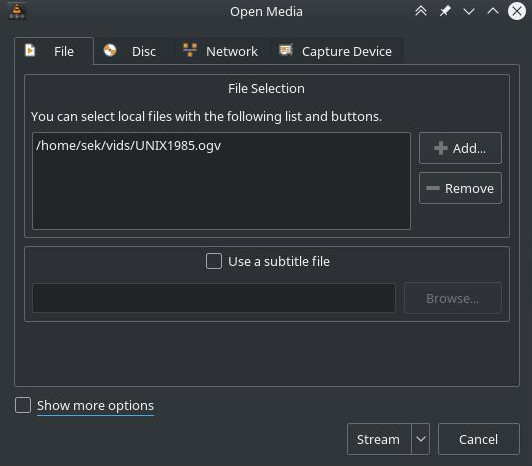 Open Media
File
Disc
Network
Capture Device
File Selection
You can select local files with the following list and buttons.
/home/sek/vids/UNIX1985.ogv
Add...
Remove
Use a subtitle file
Browse...
Show more options
Stream
Cancel